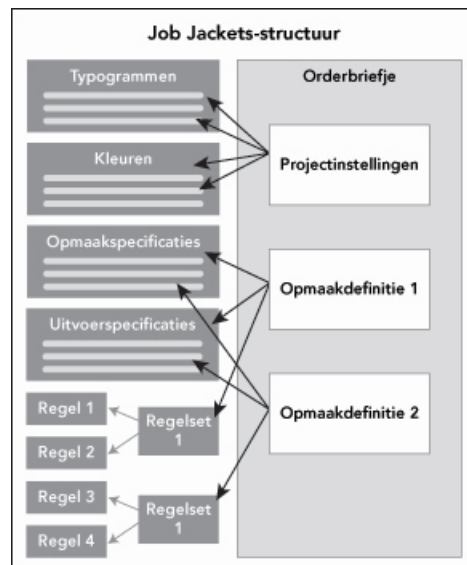 Job Jackets-structuur
Typogrammen
Orderbriefje
Projectinstellingen
Kleuren
Opmaakspecificaties
Opmaakdefinitie 1
Uitvoerspecificaties
Opmaakdefinitie 2
Regel 1
Regel 2
Regelset
1
Regel 3
Regel 4
Regelset
1